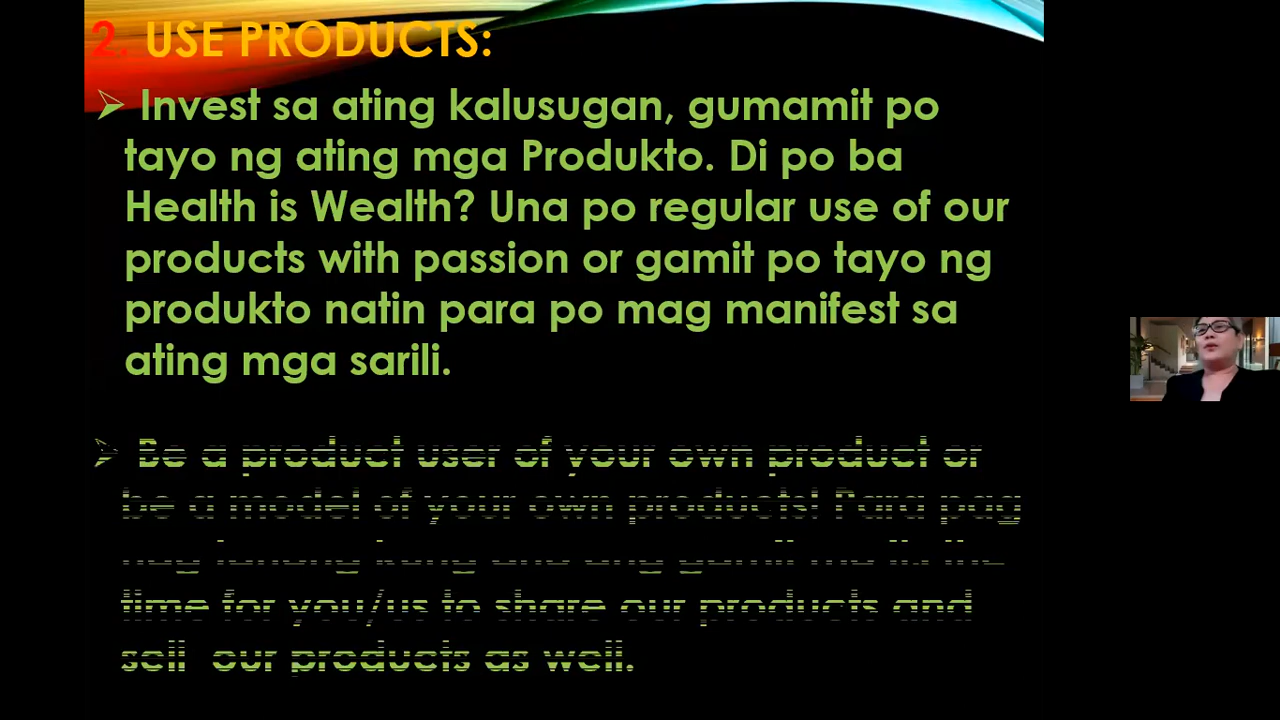 2. USE PRODUCTS:
➢ Invest sa ating kalusugan, gumamit po
tayo ng ating mga Produkto. Di po ba
Health is Wealth? Una po regular use of our
products with passion or gamit po tayo ng
produkto natin para po mag manifest sa
ating mga sarili.
➢ Be a product user of your own product or
be a model of your own products! Para pag
kung ano ang
time for you/us to share our products and
sell our products as well.